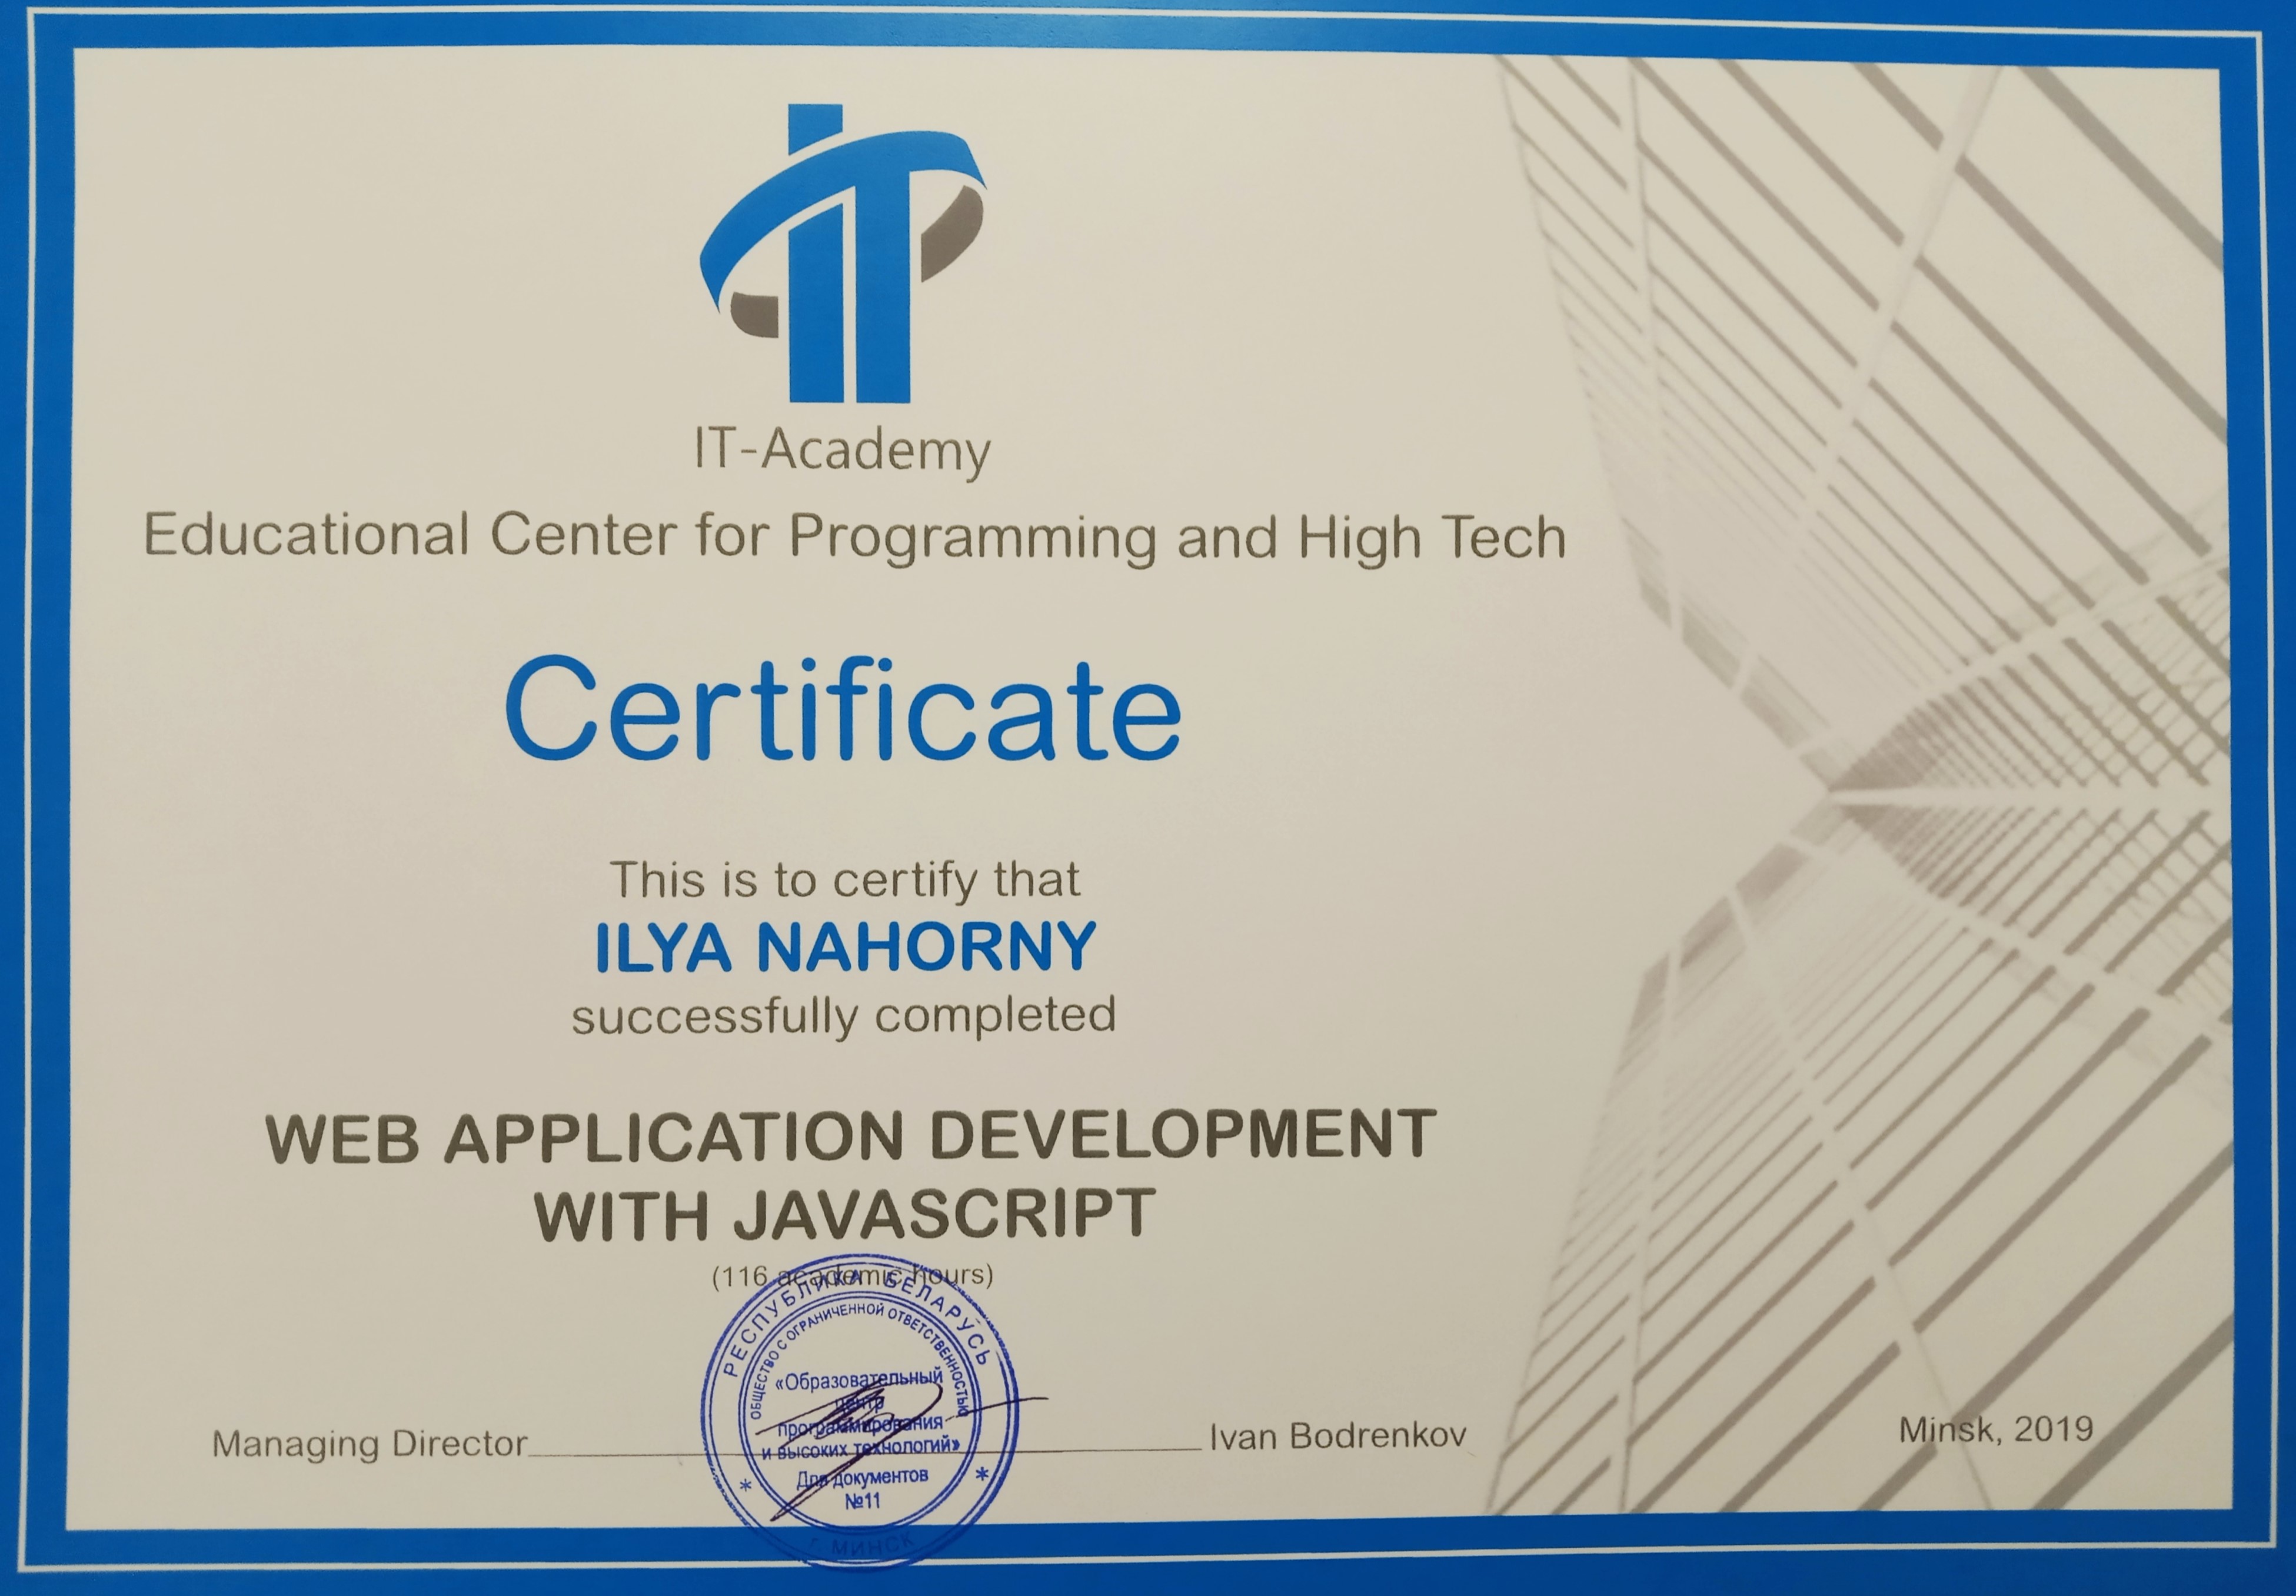 IT-Academy
Educational Center for Programming and High Tech
Certificate
This is to certify that
ILYA NAHORNY
successfully completed
WEB APPLICATION DEVELOPMENT
WITH JAVASCRIPT
(116 academic hours)
РЕСПУБЛИКА БЕЛАРУСЬ
ОБЩЕСТВО С ОГРАНИЧЕННОЙ ОТВЕТСТВЕННОСТЬЮ
«Образовательный
центр
программирования
и высоких технологий»
Для документов
№11
г. МИНСК
Managing Director
Ivan Bodrenkov
Minsk, 2019